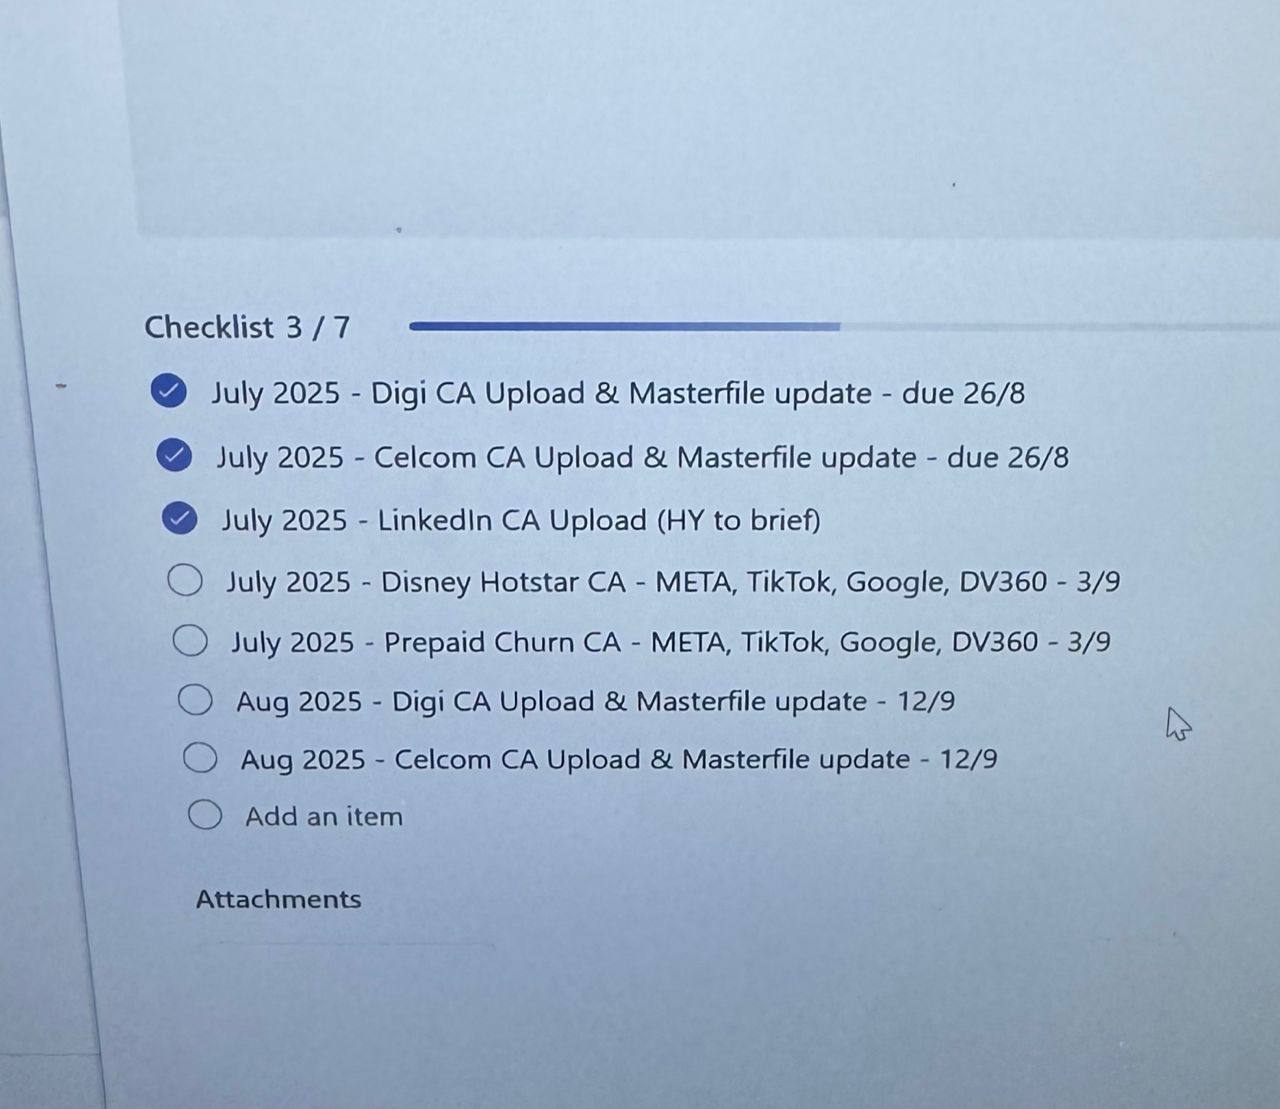 Checklist 3 / 7
July 2025 - Digi CA Upload & Masterfile update - due 26/8
July 2025 - Celcom CA Upload & Masterfile update - due 26/8
July 2025 - LinkedIn CA Upload (HY to brief)
July 2025 - Disney Hotstar CA - META, TikTok, Google, DV360 - 3/9
July 2025 - Prepaid Churn CA - META, TikTok, Google, DV360 - 3/9
Aug 2025 - Digi CA Upload & Masterfile update - 12/9
Aug 2025 - Celcom CA Upload & Masterfile update - 12/9
Add an item
Attachments